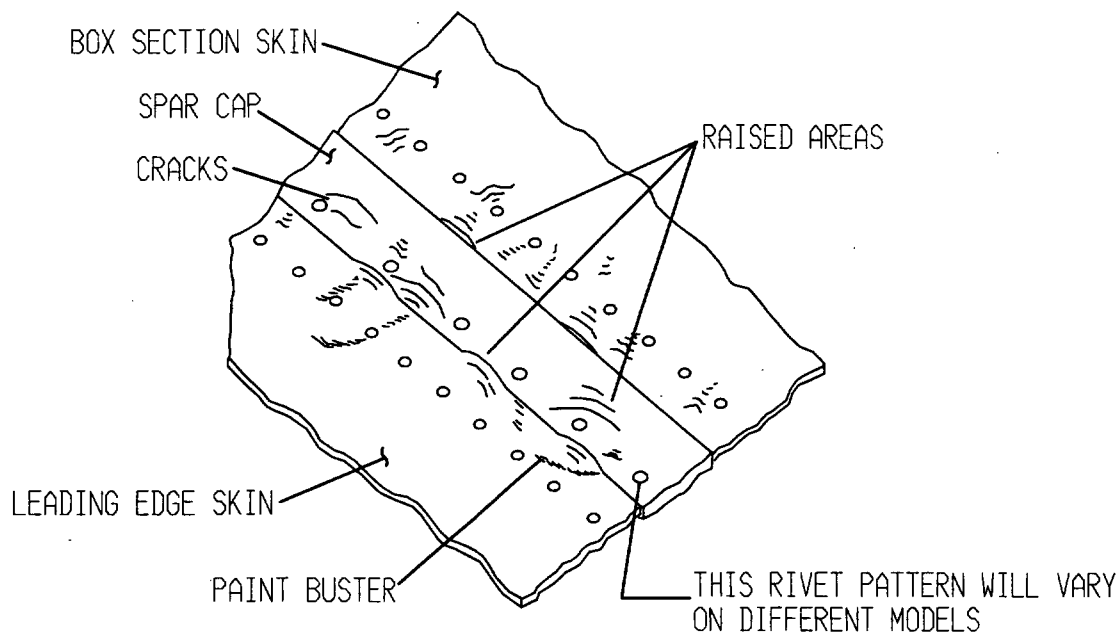 BOX SECTION SKIN
SPAR CAP
CRACKS
RAISED AREAS
LEADING EDGE SKIN
PAINT BUSTER
THIS RIVET PATTERN WILL VARY
ON DIFFERENT MODELS